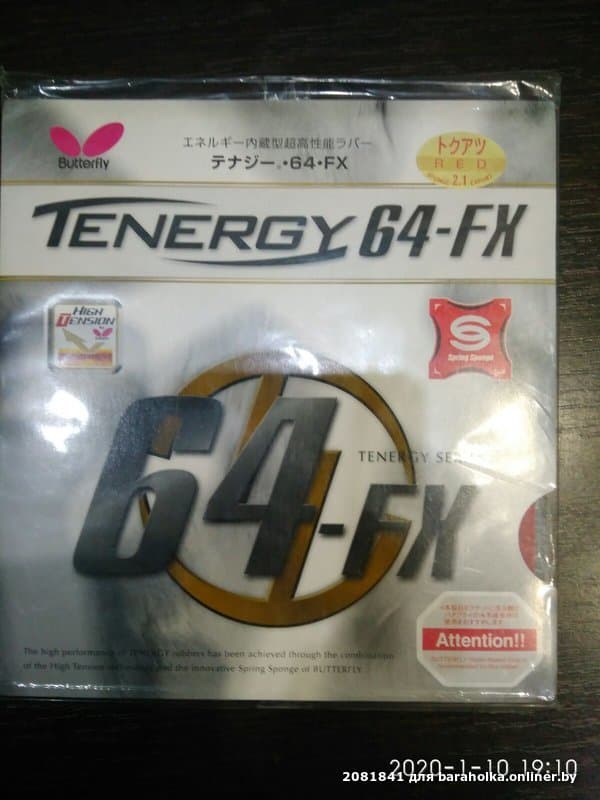 Butterfly
エネルギー内蔵型超高性能ラバー
テナジー・64・FX
トクアツ
RED
2.1
TENERGY 64-FX
HIGH
TENSION
Spring Sponge
TENERGY
64-FX
The high performance of TENERGY rubbers has been achieved through the combination
of the High Tension and the innovative Spring Sponge of BUTTERFLY
Attention!!
2020-1-10 19:10
2081841 для baraholka.onliner.by